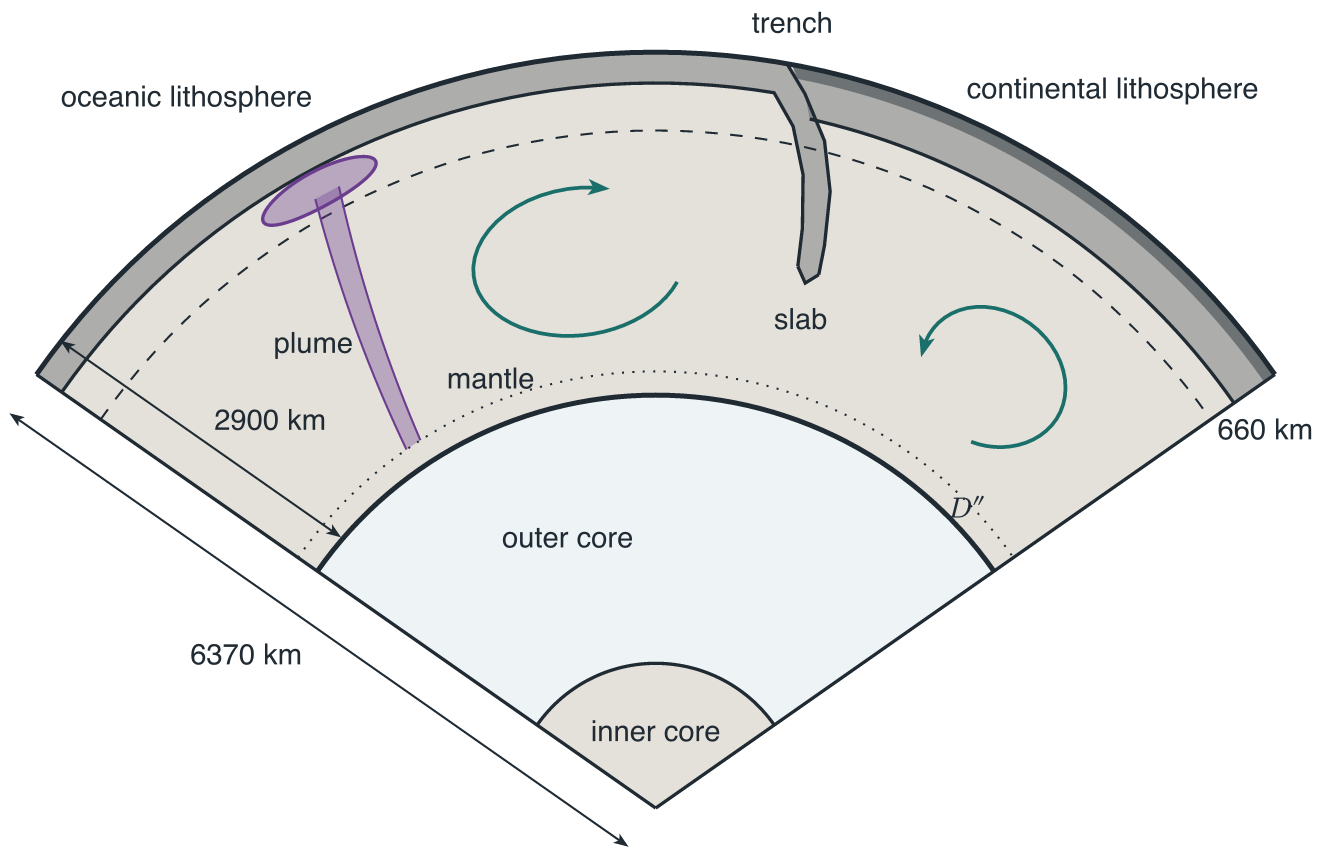 trench
oceanic lithosphere
continental lithosphere
slab
plume
mantle
2900 km
660 km
D″
outer core
6370 km
inner core